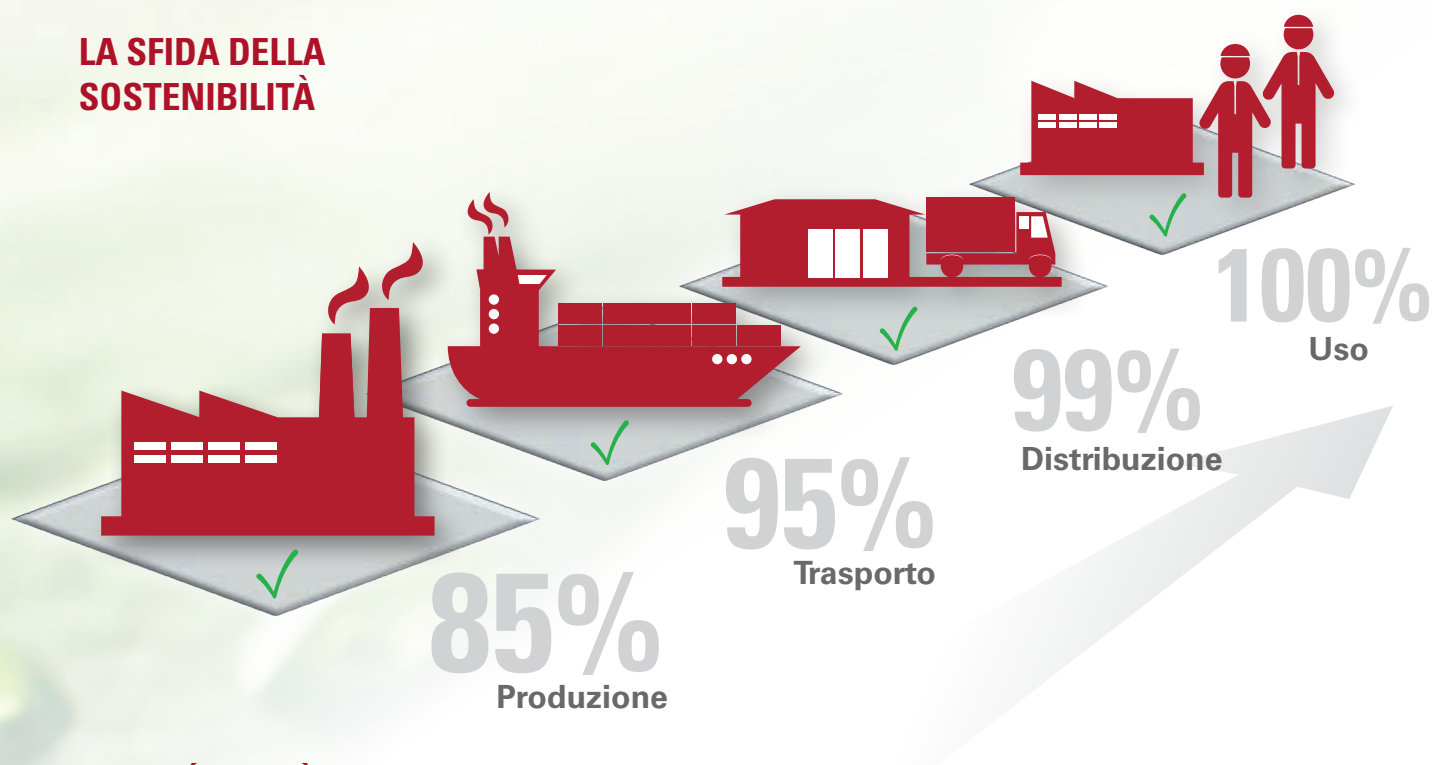 LA SFIDA DELLA
SOSTENIBILITÀ
100%
Uso
99%
Distribuzione
95%
Trasporto
85%
Produzione